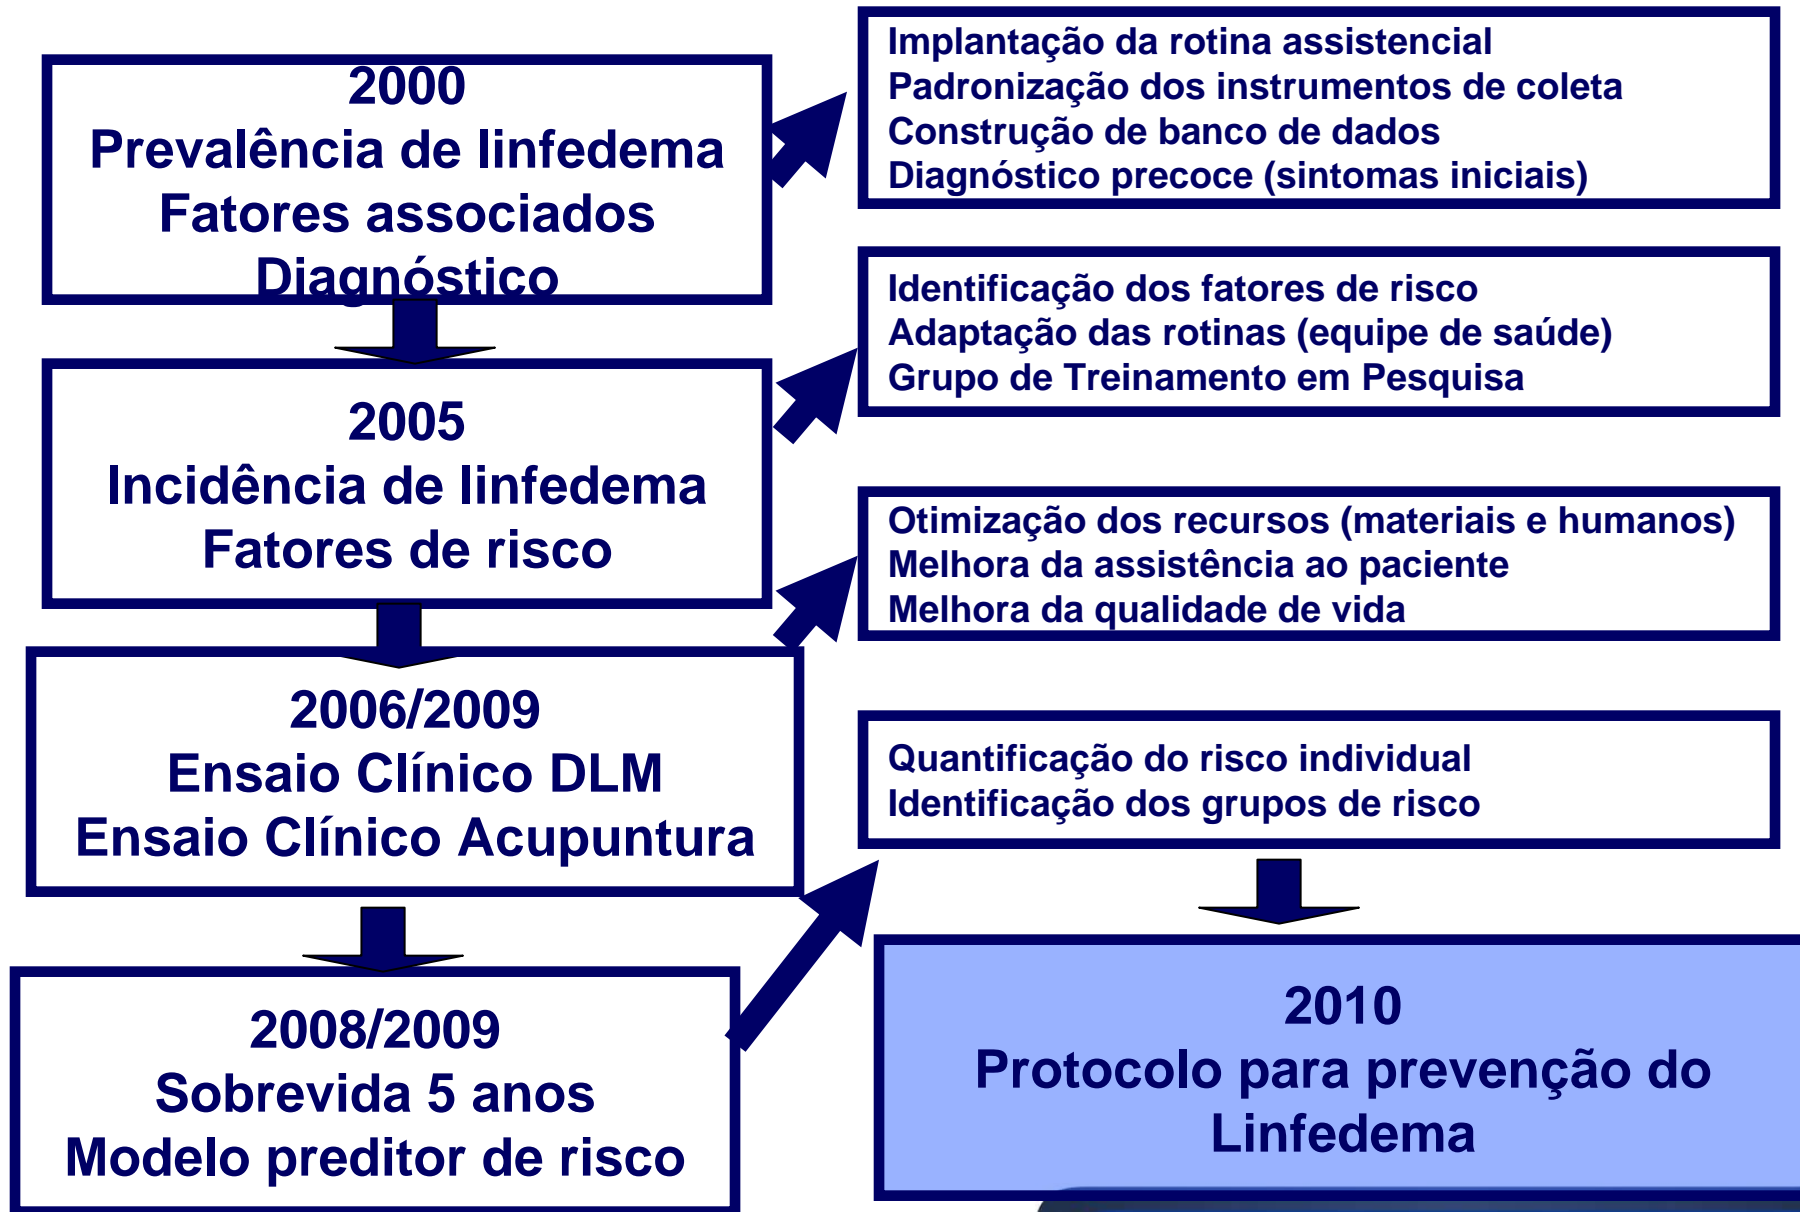 2000
Prevalência de linfedema
Fatores associados
Diagnóstico
Implantação da rotina assistencial
Padronização dos instrumentos de coleta
Construção de banco de dados
Diagnóstico precoce (sintomas iniciais)
2005
Incidência de linfedema
Fatores de risco
Identificação dos fatores de risco
Adaptação das rotinas (equipe de saúde)
Grupo de Treinamento em Pesquisa
2006/2009
Ensaio Clínico DLM
Ensaio Clínico Acupuntura
Otimização dos recursos (materiais e humanos)
Melhora da assistência ao paciente
Melhora da qualidade de vida
2008/2009
Sobrevida 5 anos
Modelo preditor de risco
Quantificação do risco individual
Identificação dos grupos de risco
2010
Protocolo para prevenção do
Linfedema